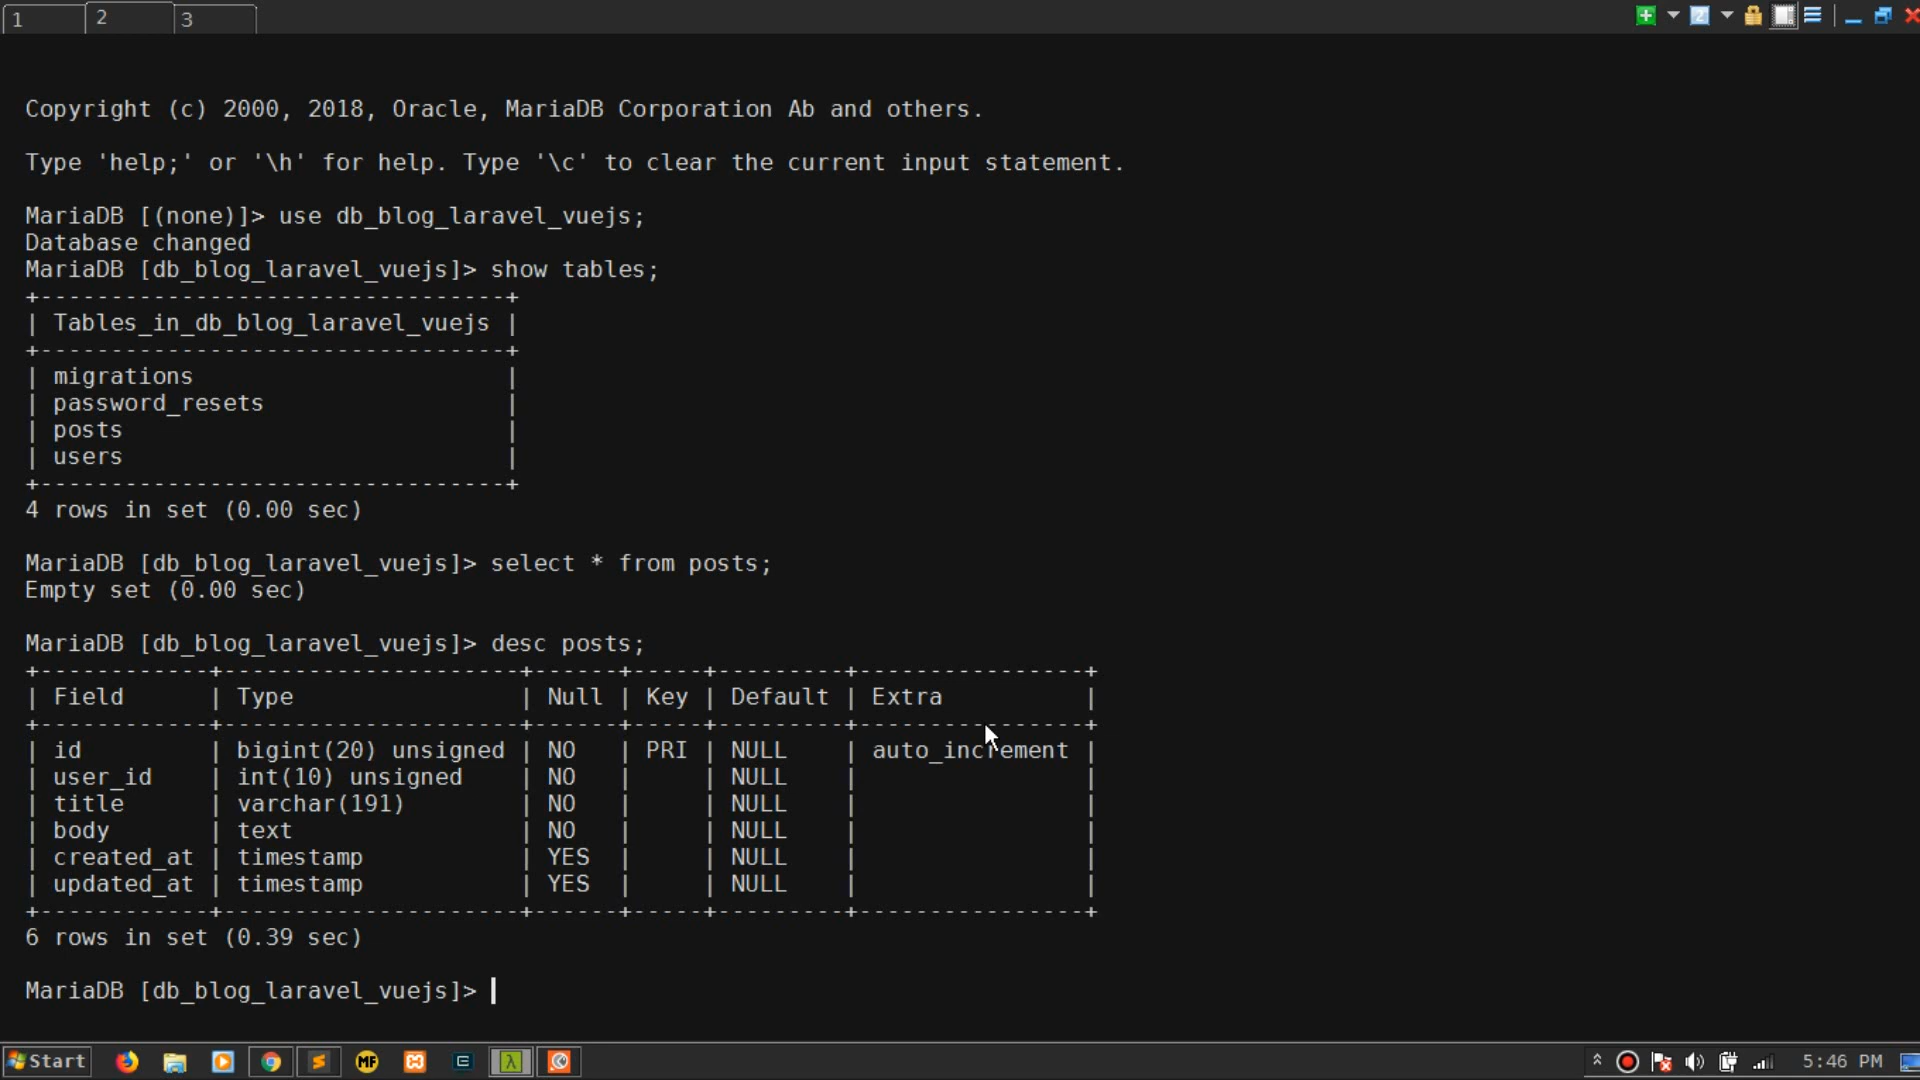 1 2 3
Copyright (c) 2000, 2018, Oracle, MariaDB Corporation Ab and others.
Type 'help;' or '\h' for help. Type '\c' to clear the current input statement.
MariaDB [(none)]> use db_blog_laravel_vuejs;
Database changed
MariaDB [db_blog_laravel_vuejs]> show tables;
+---------------------------------+
| Tables_in_db_blog_laravel_vuejs |
+---------------------------------+
| migrations                      |
| password_resets                 |
| posts                           |
| users                           |
+---------------------------------+
4 rows in set (0.00 sec)
MariaDB [db_blog_laravel_vuejs]> select * from posts;
Empty set (0.00 sec)
MariaDB [db_blog_laravel_vuejs]> desc posts;
+------------+---------------------+------+-----+---------+----------------+
| Field      | Type                | Null | Key | Default | Extra          |
+------------+---------------------+------+-----+---------+----------------+
| id         | bigint(20) unsigned | NO   | PRI | NULL    | auto_increment |
| user_id    | int(10) unsigned    | NO   |     | NULL    |                |
| title      | varchar(191)        | NO   |     | NULL    |                |
| body       | text                | NO   |     | NULL    |                |
| created_at | timestamp           | YES  |     | NULL    |                |
| updated_at | timestamp           | YES  |     | NULL    |                |
+------------+---------------------+------+-----+---------+----------------+
6 rows in set (0.39 sec)
MariaDB [db_blog_laravel_vuejs]>
Start MF 5:46 PM